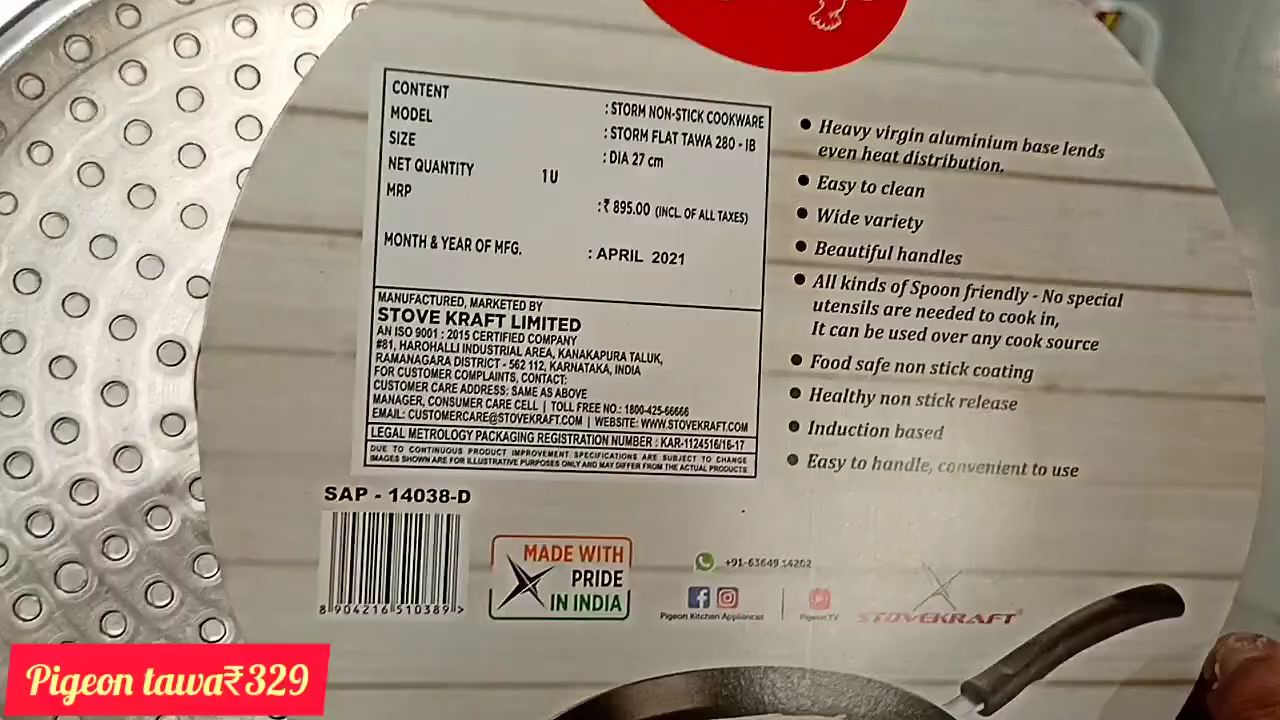 CONTENT : STORM NON-STICK COOKWARE
MODEL : STORM FLAT TAWA 280 - IB
SIZE : DIA 27 cm
NET QUANTITY 1U
MRP :₹ 895.00 (INCL. OF ALL TAXES)
MONTH & YEAR OF MFG. : APRIL 2021
MANUFACTURED, MARKETED BY
STOVE KRAFT LIMITED
AN ISO 9001 : 2015 CERTIFIED COMPANY
#81, HAROHALLI INDUSTRIAL AREA, KANAKAPURA TALUK,
RAMANAGARA DISTRICT - 562 112, KARNATAKA, INDIA
FOR CUSTOMER COMPLAINTS, CONTACT:
CUSTOMER CARE ADDRESS: SAME AS ABOVE
MANAGER, CONSUMER CARE CELL | TOLL FREE NO.: 1800-425-66666
EMAIL: CUSTOMERCARE@STOVEKRAFT.COM | WEBSITE: WWW.STOVEKRAFT.COM
LEGAL METROLOGY PACKAGING REGISTRATION NUMBER : KAR-1124516/16-17
DUE TO CONTINUOUS PRODUCT IMPROVEMENT, SPECIFICATIONS ARE SUBJECT TO CHANGE
IMAGES SHOWN ARE FOR ILLUSTRATIVE PURPOSES ONLY AND MAY DIFFER FROM THE ACTUAL PRODUCTS
SAP - 14038-D
8 904216 510389 >
MADE WITH
PRIDE
IN INDIA
● Heavy virgin aluminium base lends
even heat distribution.
● Easy to clean
● Wide variety
● Beautiful handles
● All kinds of Spoon friendly - No special
utensils are needed to cook in,
It can be used over any cook source
● Food safe non stick coating
● Healthy non stick release
● Induction based
● Easy to handle, convenient to use
+91-63649 14202
Pigeon Kitchen Appliances
Pigeon TV
STOVEKRAFT
Pigeon tawa₹329